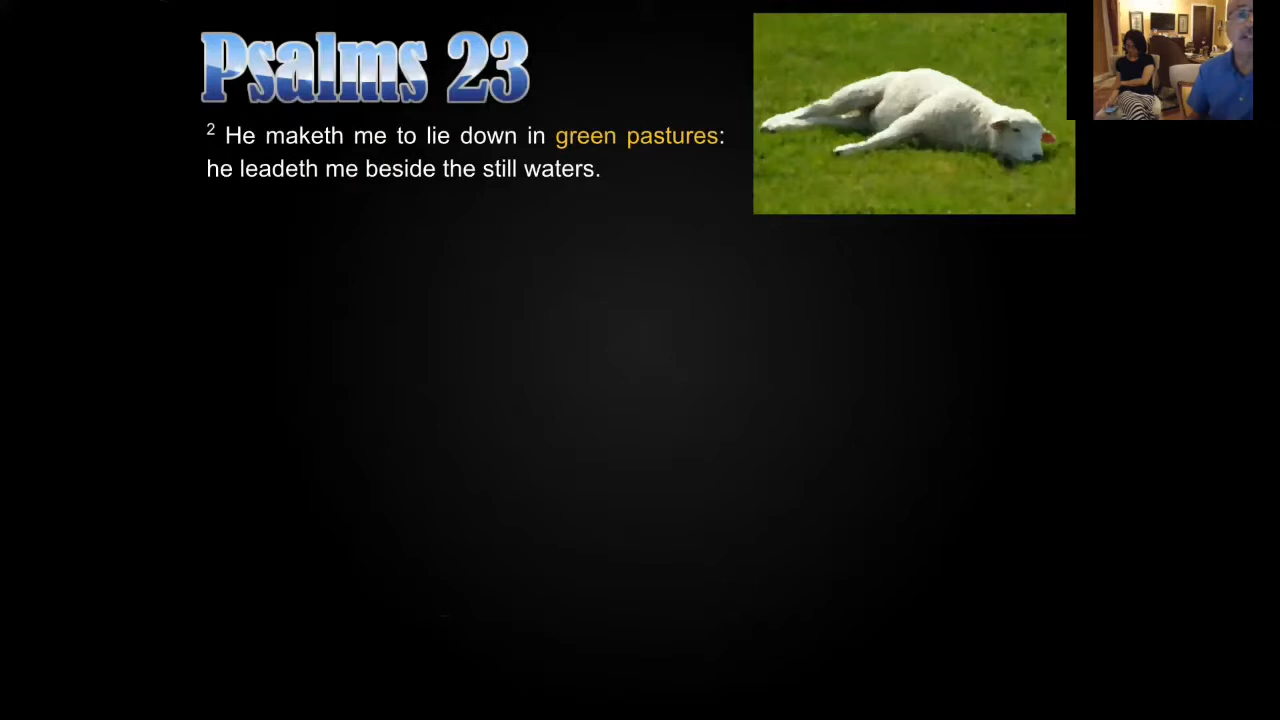 Psalms 23
2 He maketh me to lie down in green pastures:
he leadeth me beside the still waters.